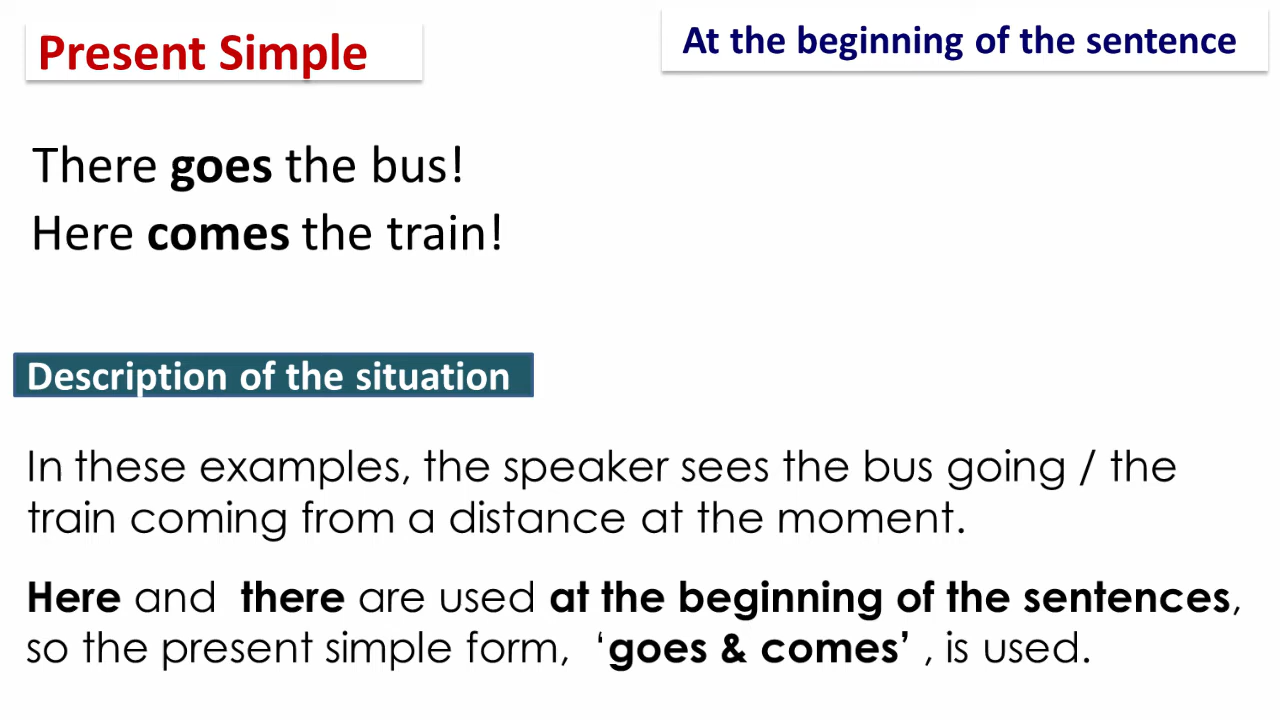 Present Simple
At the beginning of the sentence
There goes the bus!
Here comes the train!
Description of the situation
In these examples, the speaker sees the bus going / the
train coming from a distance at the moment.
Here and there are used at the beginning of the sentences,
so the present simple form, ‘goes & comes’ , is used.